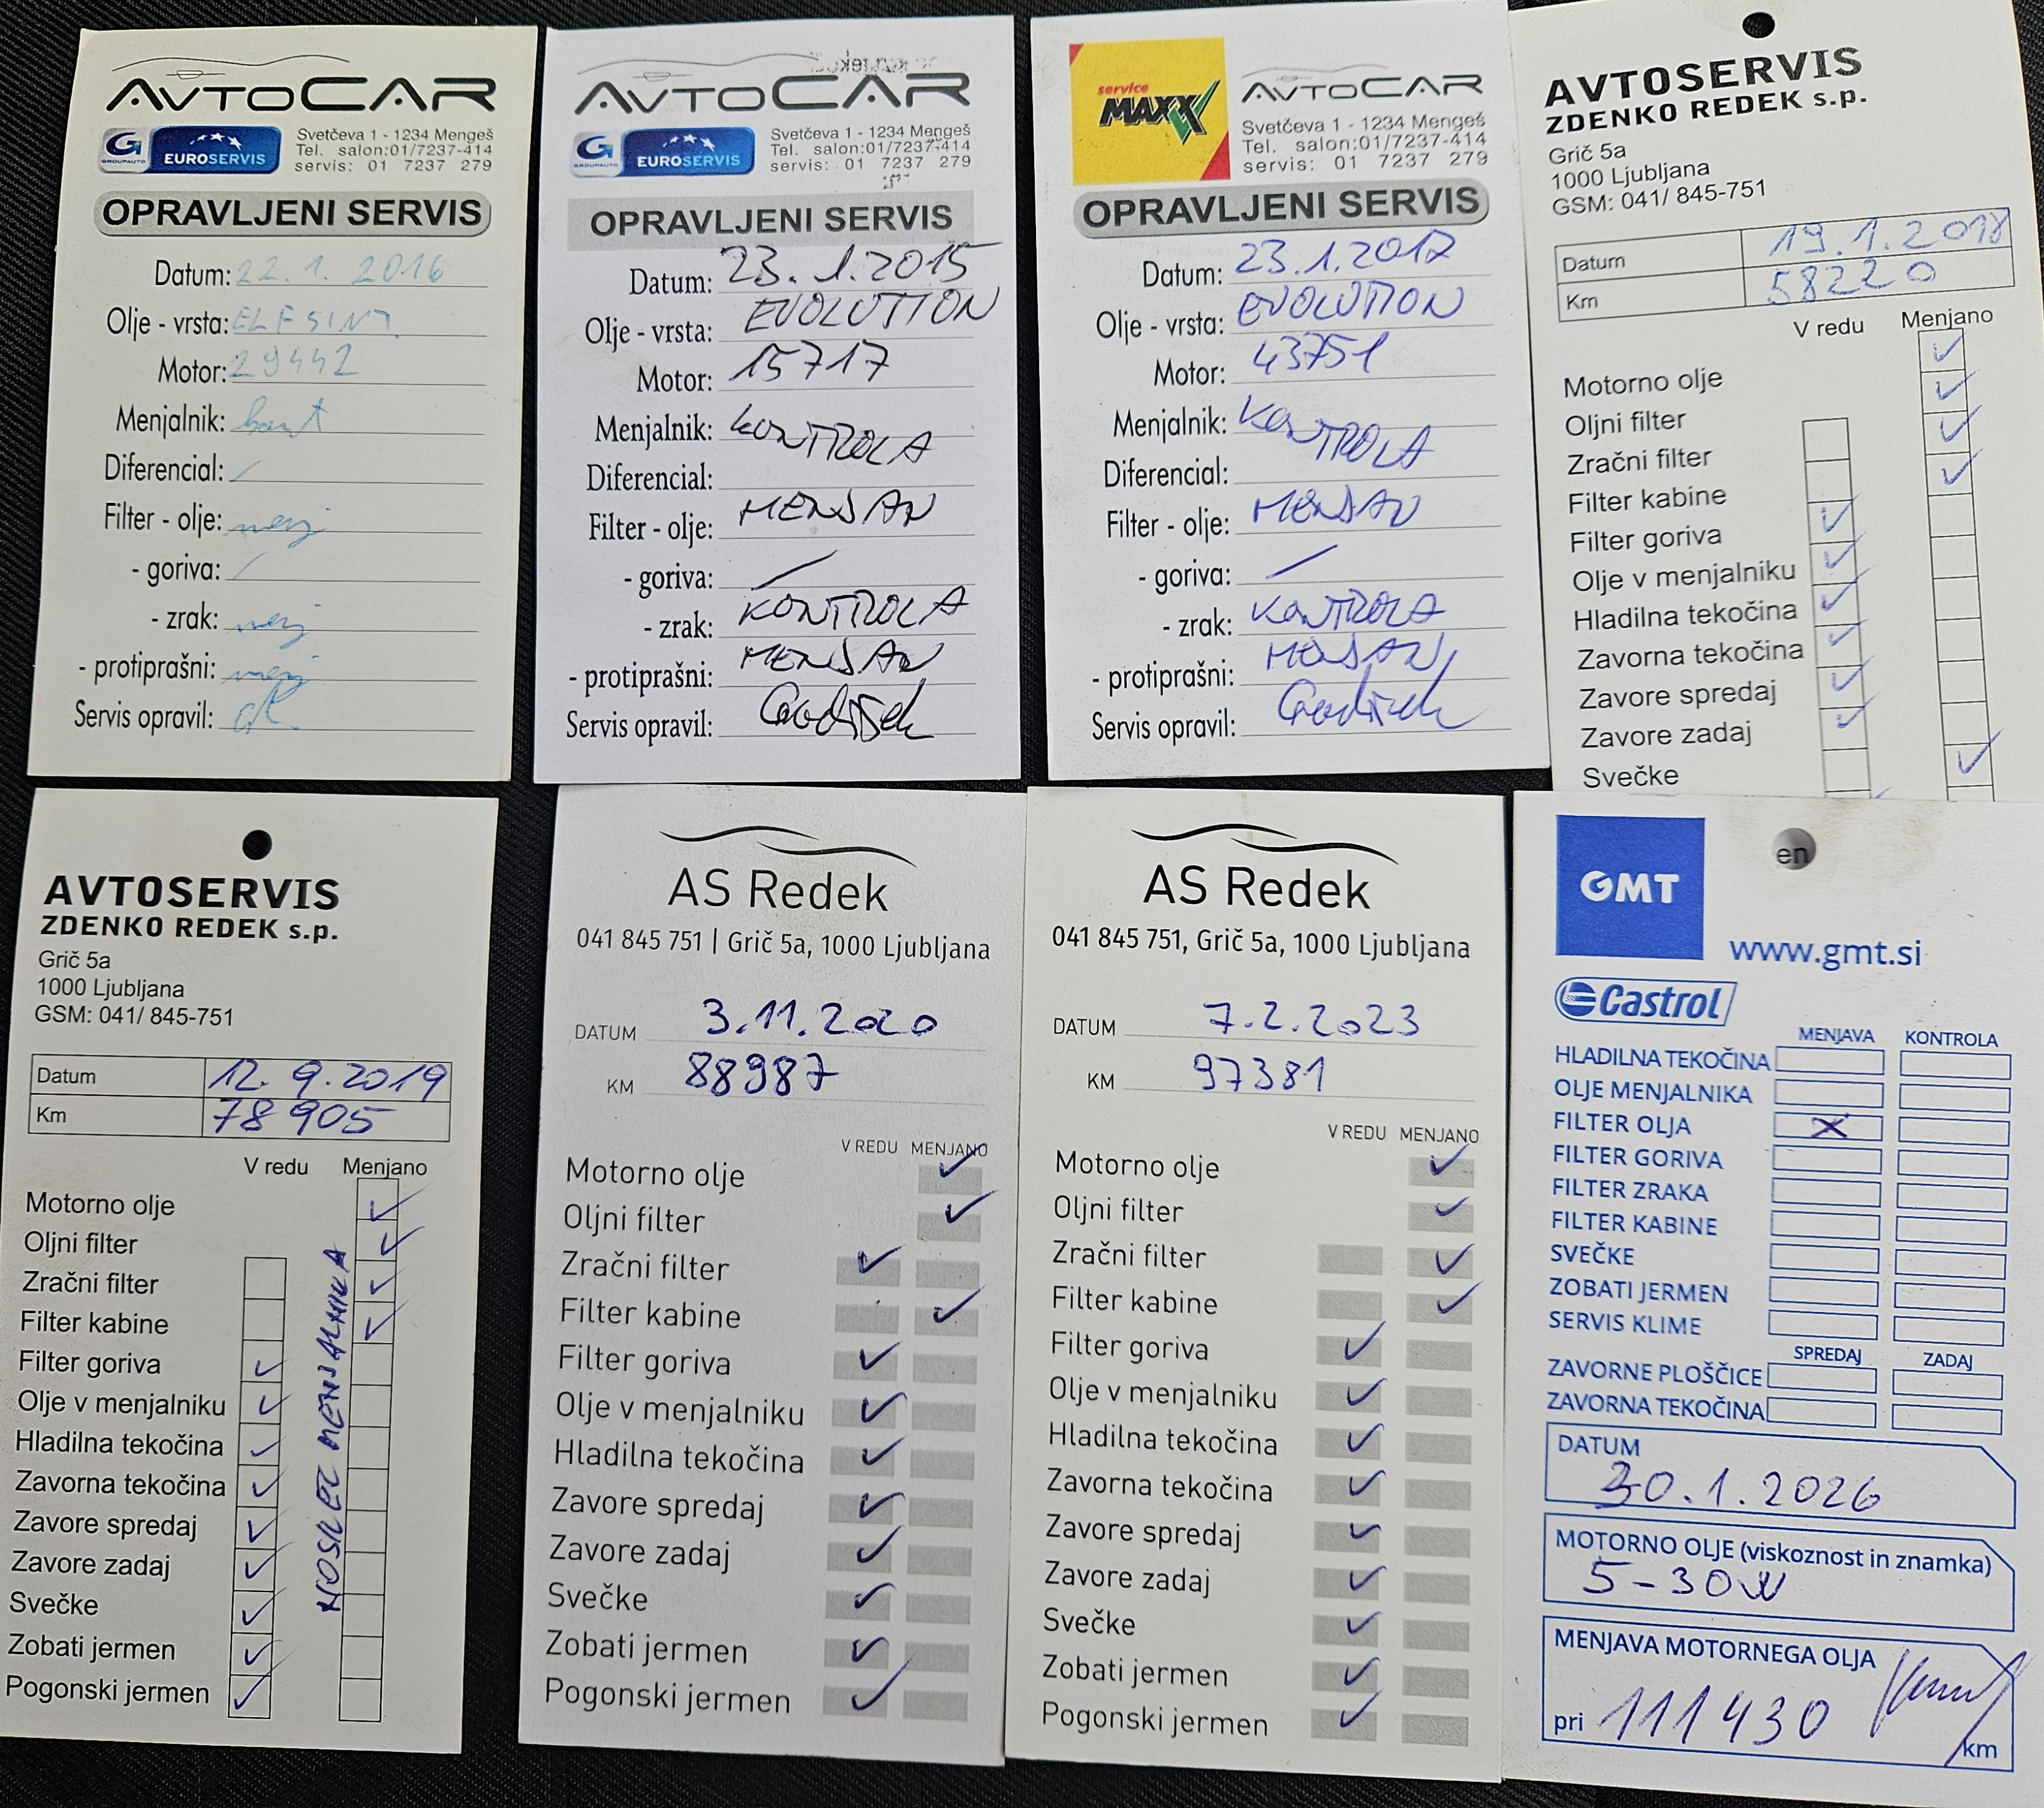 AVTOCAR
G GROUPAUTO EUROSERVIS
Svetčeva 1 - 1234 Mengeš
Tel. salon:01/7237-414
servis: 01 7237 279
OPRAVLJENI SERVIS
Datum: 22.1. 2016
Olje - vrsta: ELF SINT.
Motor: 29442
Menjalnik:
Diferencial: /
Filter - olje: menj
- goriva: /
- zrak: menj
- protiprašni: menj
Servis opravil:
AVTOCAR
G GROUPAUTO EUROSERVIS
Svetčeva 1 - 1234 Mengeš
Tel. salon:01/7237-414
servis: 01 7237 279
OPRAVLJENI SERVIS
Datum: 23.1.2015
Olje - vrsta: EVOLUTION
Motor: 15717
Menjalnik: KONTROLA
Diferencial:
Filter - olje: MENJAN
- goriva: /
- zrak: KONTROLA
- protiprašni: MENJAN
Servis opravil:
service MAXX
AVTOCAR
Svetčeva 1 - 1234 Mengeš
Tel. salon:01/7237-414
servis: 01 7237 279
OPRAVLJENI SERVIS
Datum: 23.1.2017
Olje - vrsta: EVOLUTION
Motor: 43751
Menjalnik: KONTROLA
Diferencial:
Filter - olje: MENJAN
- goriva: /
- zrak: KONTROLA
- protiprašni: MENJAN
Servis opravil:
AVTOSERVIS
ZDENKO REDEK s.p.
Grič 5a
1000 Ljubljana
GSM: 041/ 845-751
Datum 19.1.2018
Km 58220
V redu Menjano
Motorno olje
Oljni filter
Zračni filter
Filter kabine
Filter goriva
Olje v menjalniku
Hladilna tekočina
Zavorna tekočina
Zavore spredaj
Zavore zadaj
Svečke
AVTOSERVIS
ZDENKO REDEK s.p.
Grič 5a
1000 Ljubljana
GSM: 041/ 845-751
Datum 12.9.2019
Km 78905
V redu Menjano
Motorno olje
Oljni filter
Zračni filter
Filter kabine
Filter goriva
Olje v menjalniku
Hladilna tekočina
Zavorna tekočina
Zavore spredaj
Zavore zadaj
Svečke
Zobati jermen
Pogonski jermen
NOSILEC MENJALNIKA
AS Redek
041 845 751 | Grič 5a, 1000 Ljubljana
DATUM 3.11.2020
KM 88987
V REDU MENJANO
Motorno olje
Oljni filter
Zračni filter
Filter kabine
Filter goriva
Olje v menjalniku
Hladilna tekočina
Zavore spredaj
Zavore zadaj
Svečke
Zobati jermen
Pogonski jermen
AS Redek
041 845 751, Grič 5a, 1000 Ljubljana
DATUM 7.2.2023
KM 97381
V REDU MENJANO
Motorno olje
Oljni filter
Zračni filter
Filter kabine
Filter goriva
Olje v menjalniku
Hladilna tekočina
Zavorna tekočina
Zavore spredaj
Zavore zadaj
Svečke
Zobati jermen
Pogonski jermen
GMT
en
www.gmt.si
Castrol
MENJAVA KONTROLA
HLADILNA TEKOČINA
OLJE MENJALNIKA
FILTER OLJA X
FILTER GORIVA
FILTER ZRAKA
FILTER KABINE
SVEČKE
ZOBATI JERMEN
SERVIS KLIME
SPREDAJ ZADAJ
ZAVORNE PLOŠČICE
ZAVORNA TEKOČINA
DATUM
30.1.2026
MOTORNO OLJE (viskoznost in znamka)
5-30W
MENJAVA MOTORNEGA OLJA
pri 111430 km